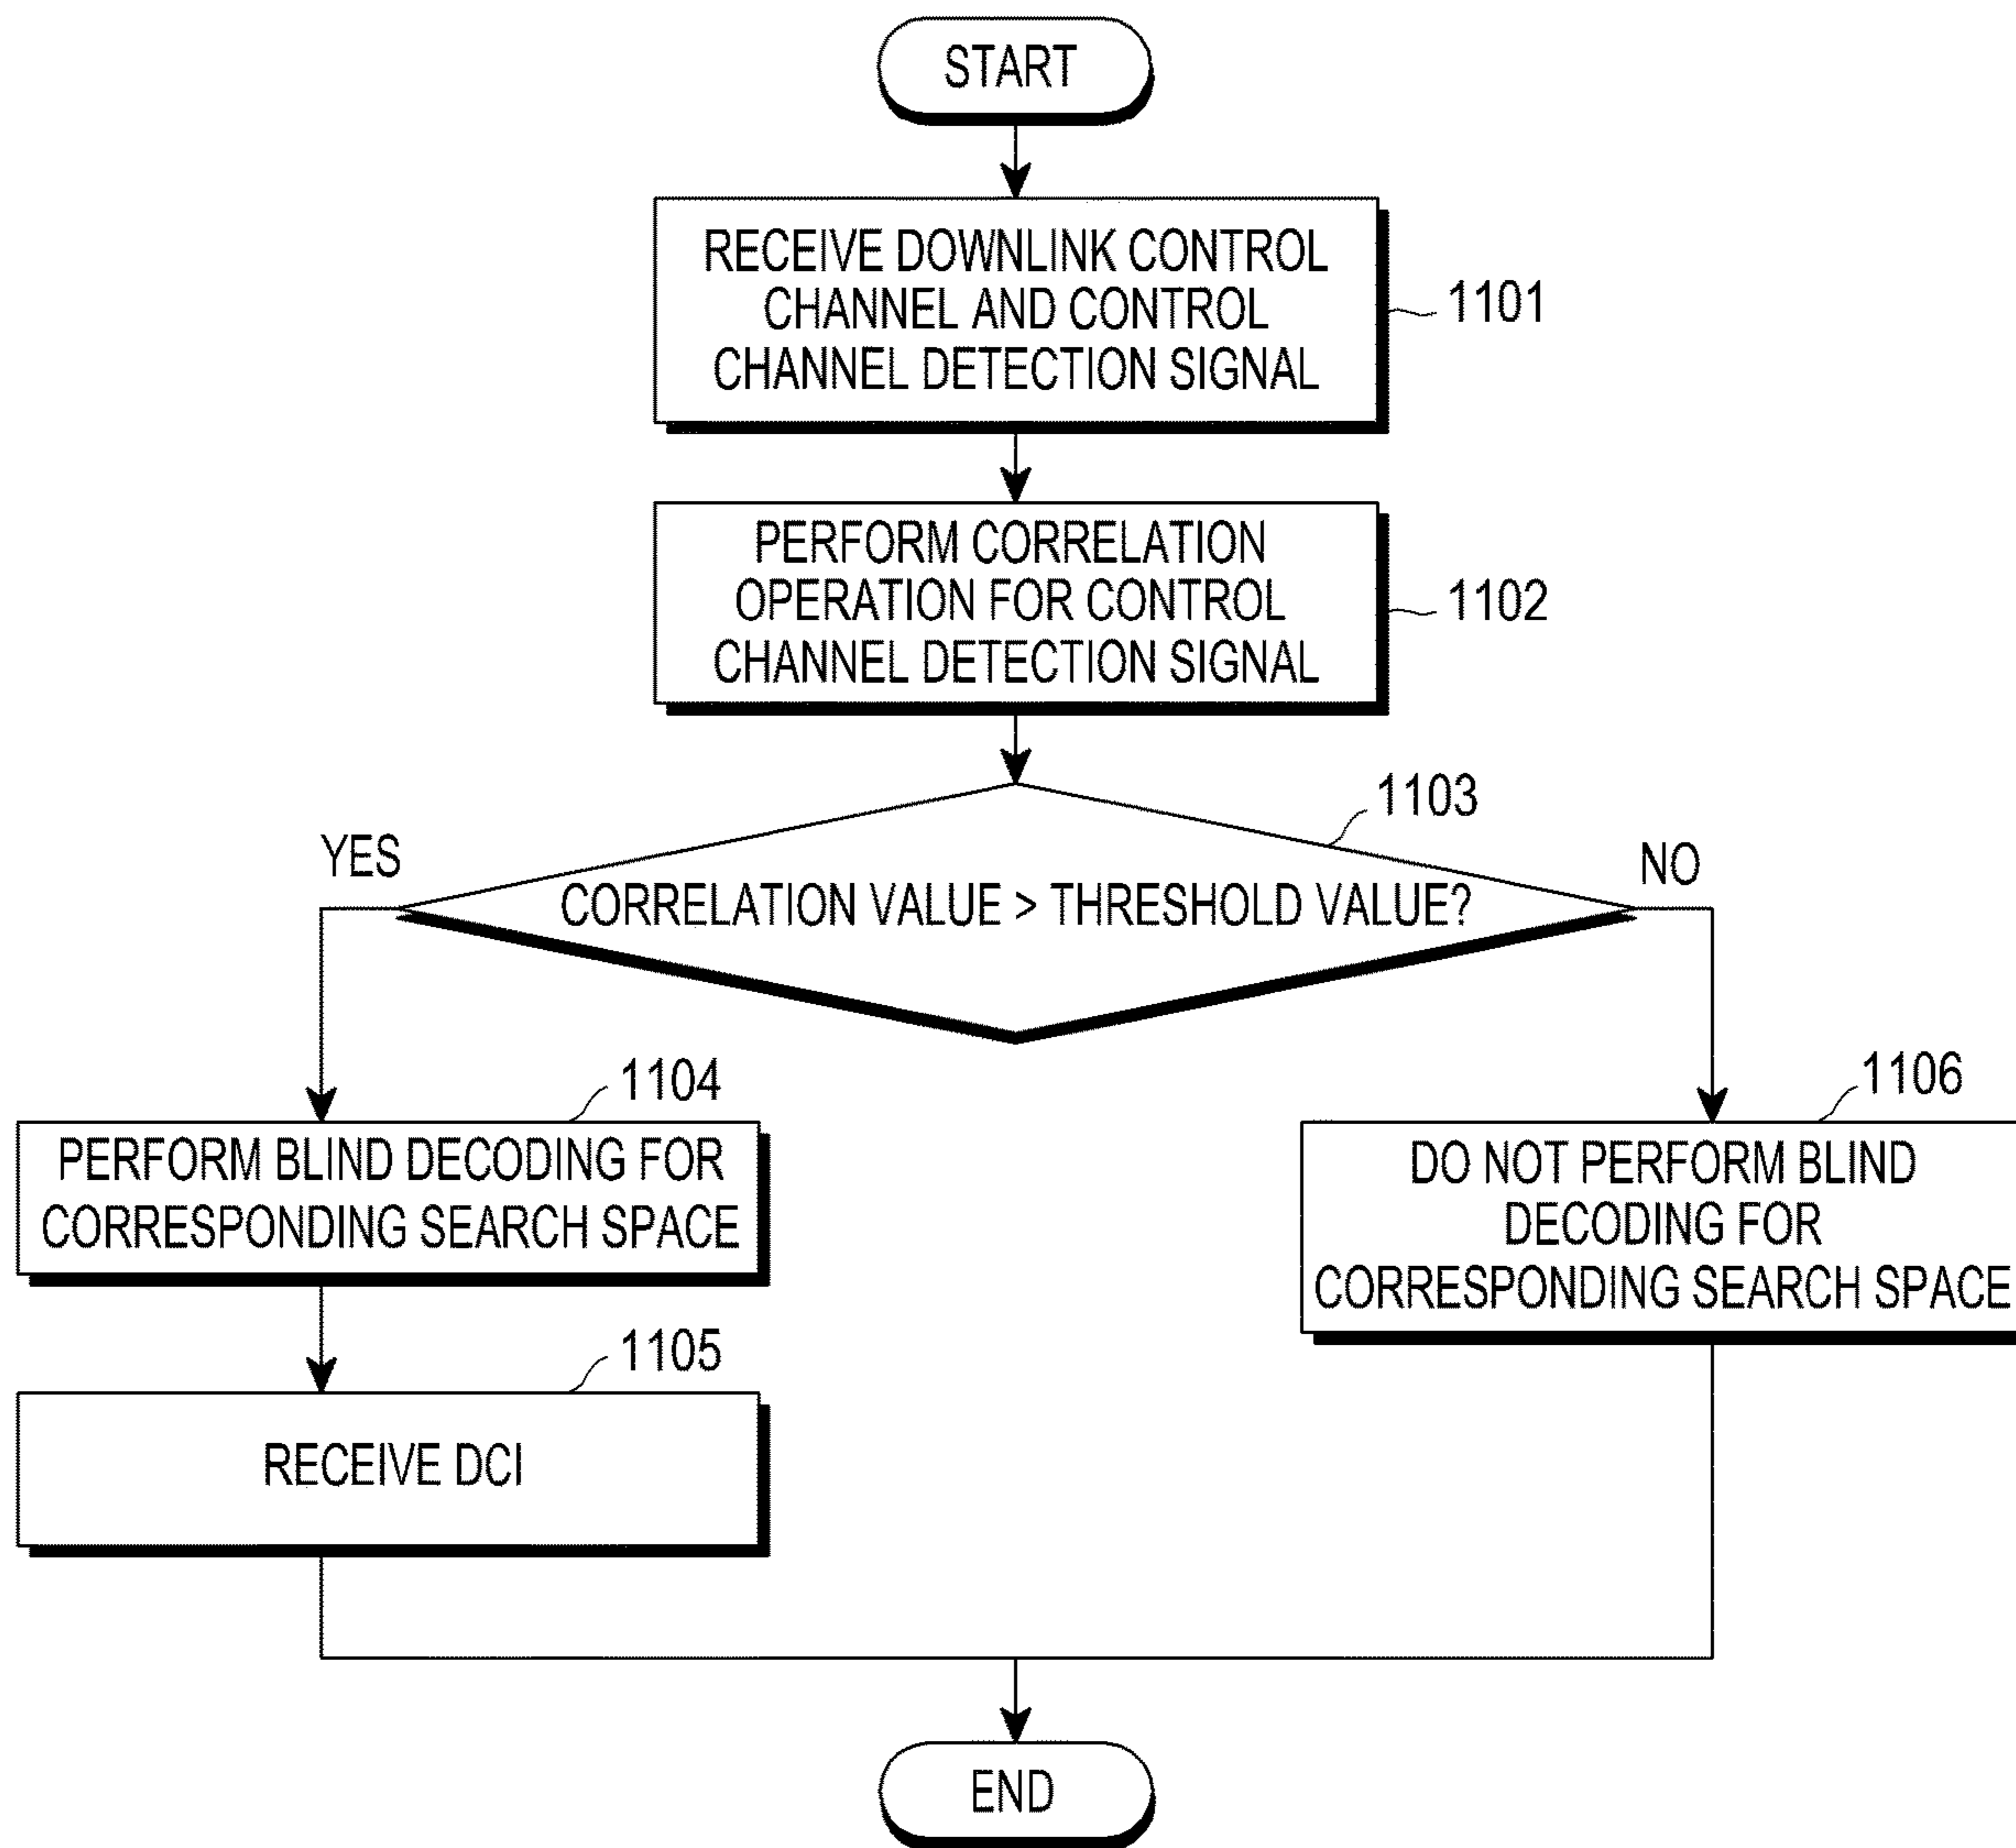 START
RECEIVE DOWNLINK CONTROL
CHANNEL AND CONTROL
CHANNEL DETECTION SIGNAL
1101
PERFORM CORRELATION
OPERATION FOR CONTROL
CHANNEL DETECTION SIGNAL
1102
1103
YES
NO
CORRELATION VALUE > THRESHOLD VALUE?
1104
PERFORM BLIND DECODING FOR
CORRESPONDING SEARCH SPACE
1106
DO NOT PERFORM BLIND
DECODING FOR
CORRESPONDING SEARCH SPACE
1105
RECEIVE DCI
END